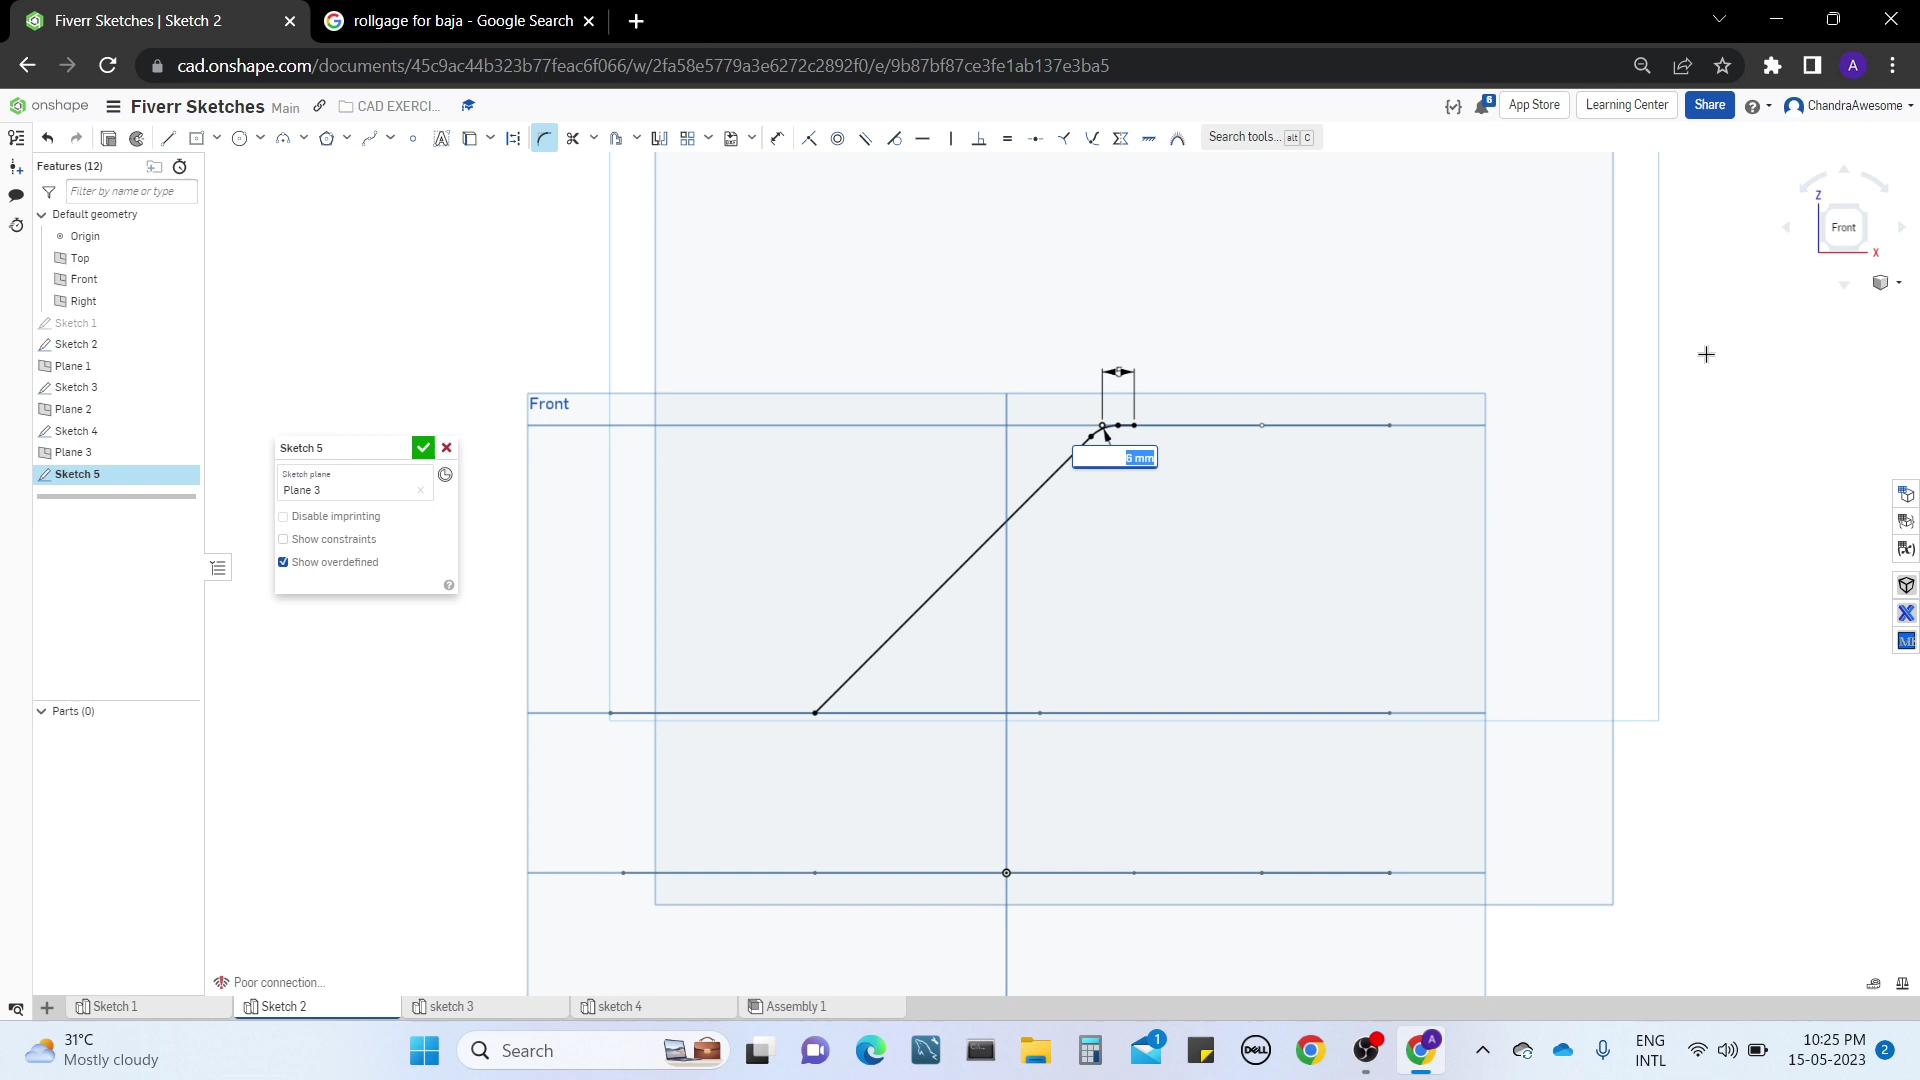 Fiverr Sketches | Sketch 2
rollgage for baja - Google Search
cad.onshape.com/documents/45c9ac44b323b77feac6f066/w/2fa58e5779a3e6272c2892f0/e/9b87bf87ce3fe1ab137e3ba5
A
onshape
Fiverr Sketches Main
CAD EXERCI...
6
App Store
Learning Center
Share
ChandraAwesome
Search tools... alt C
Features (12)
Filter by name or type
Default geometry
Origin
Top
Front
Right
Sketch 1
Sketch 2
Plane 1
Sketch 3
Plane 2
Sketch 4
Plane 3
Sketch 5
Parts (0)
Sketch 5
Sketch plane
Plane 3
Disable imprinting
Show constraints
Show overdefined
Front
6 mm
Z
Front
X
Poor connection...
Sketch 1
Sketch 2
sketch 3
sketch 4
Assembly 1
31°C
Mostly cloudy
Search
1
DELL
A
ENG
INTL
10:25 PM
15-05-2023
2